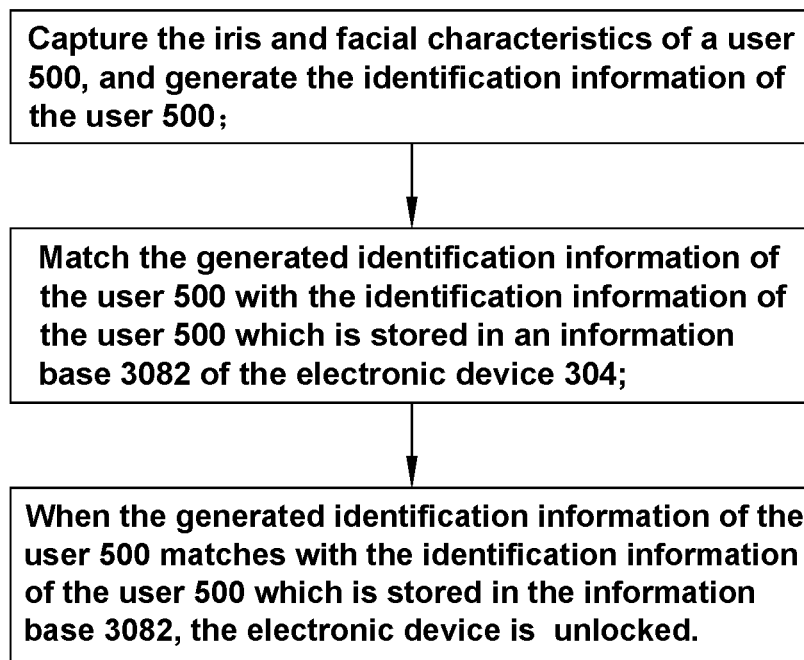 Capture the iris and facial characteristics of a user
500, and generate the identification information of
the user 500;
Match the generated identification information of
the user 500 with the identification information of
the user 500 which is stored in an information
base 3082 of the electronic device 304;
When the generated identification information of the
user 500 matches with the identification information
of the user 500 which is stored in the information
base 3082, the electronic device is unlocked.